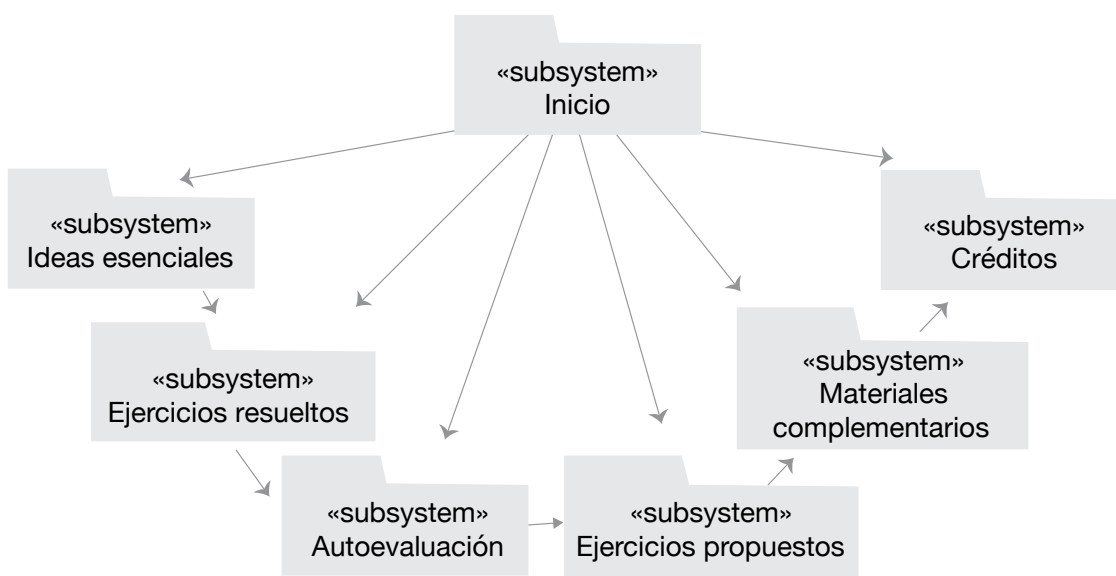 «subsystem»
Inicio
«subsystem»
Ideas esenciales
«subsystem»
Créditos
«subsystem»
Ejercicios resueltos
«subsystem»
Materiales
complementarios
«subsystem»
Autoevaluación
«subsystem»
Ejercicios propuestos